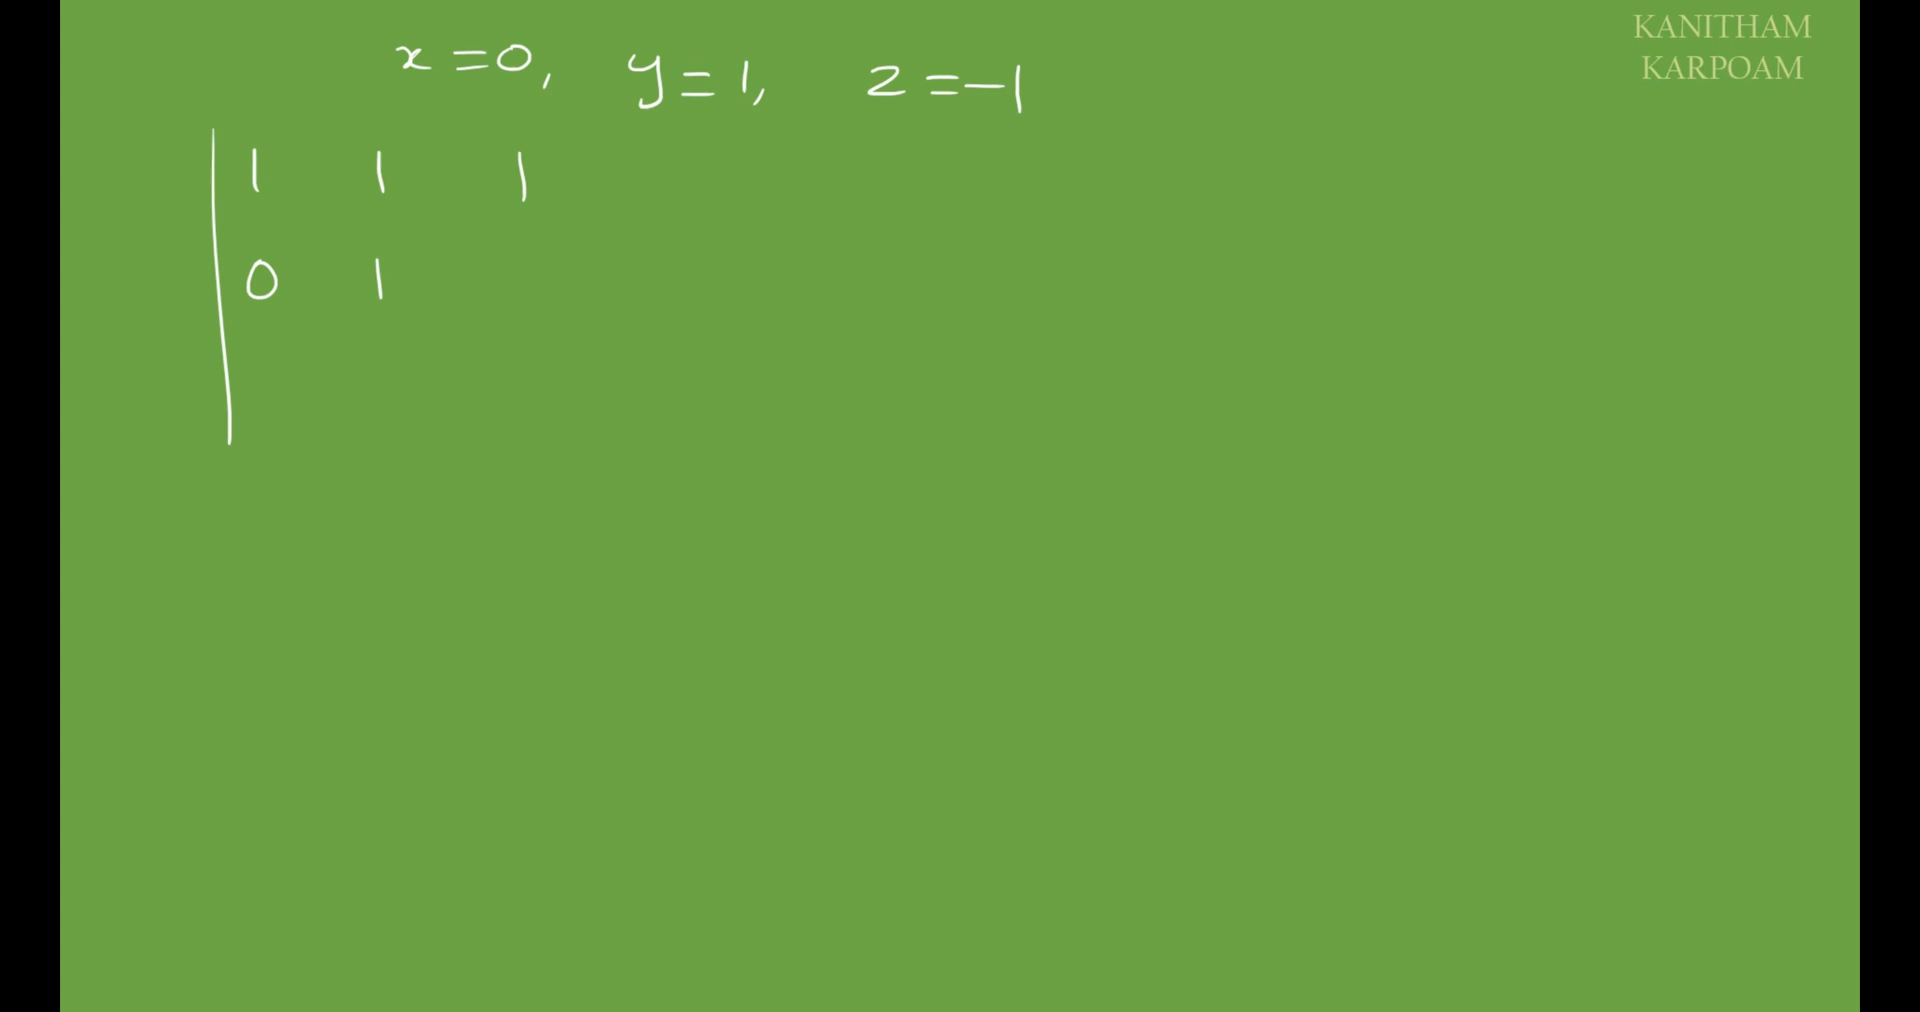 KANITHAM
KARPOAM
x = 0, y = 1, z = -1
| 1 1 1
0 1